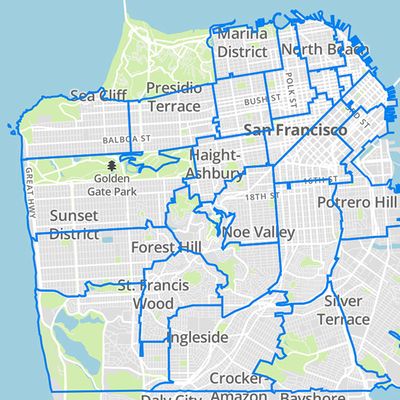 Marina
District
North Beach
Sea Cliff
Presidio
Terrace
POLK ST
BUSH ST
3RD ST
San Francisco
BALBOA ST
Haight-
Ashbury
Golden
Gate Park
GREAT HWY
16TH ST
18TH ST
Potrero Hill
Sunset
District
Noe Valley
Forest Hill
St. Francis
Wood
Silver
Terrace
Ingleside
Crocker
Amazon
Daly City
Bayshore